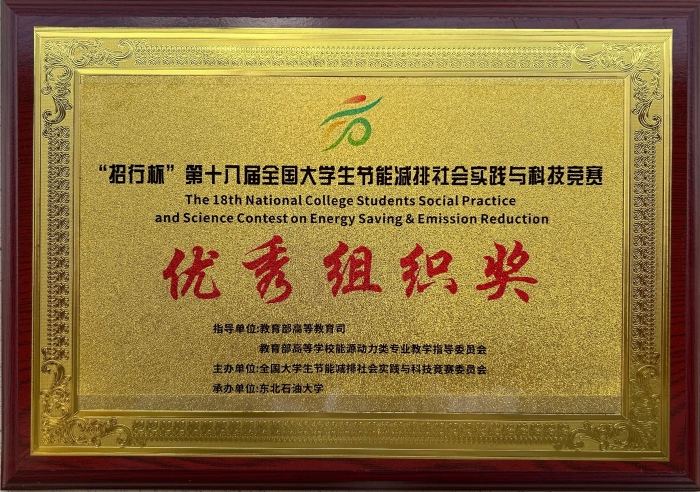 “招行杯”第十八届全国大学生节能减排社会实践与科技竞赛
The 18th National College Students Social Practice
and Science Contest on Energy Saving & Emission Reduction
优秀组织奖
指导单位:教育部高等教育司
教育部高等学校能源动力类专业教学指导委员会
主办单位:全国大学生节能减排社会实践与科技竞赛委员会
承办单位:东北石油大学